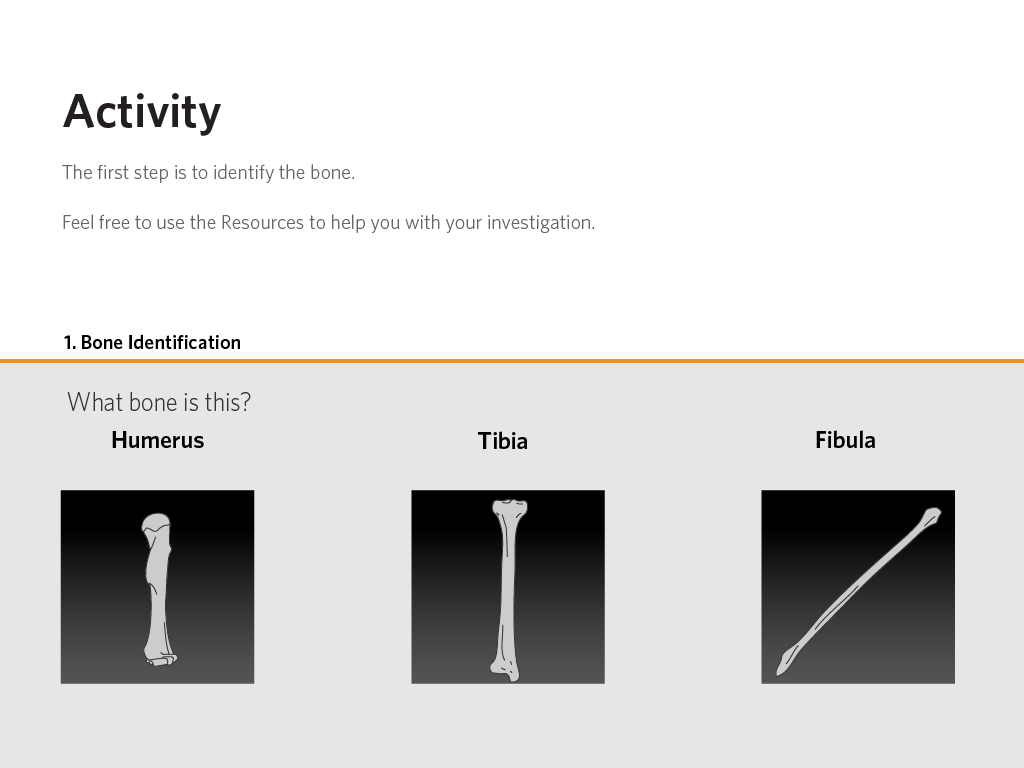 Activity
The first step is to identify the bone.
Feel free to use the Resources to help you with your investigation.
1. Bone Identification
What bone is this?
Humerus
Tibia
Fibula